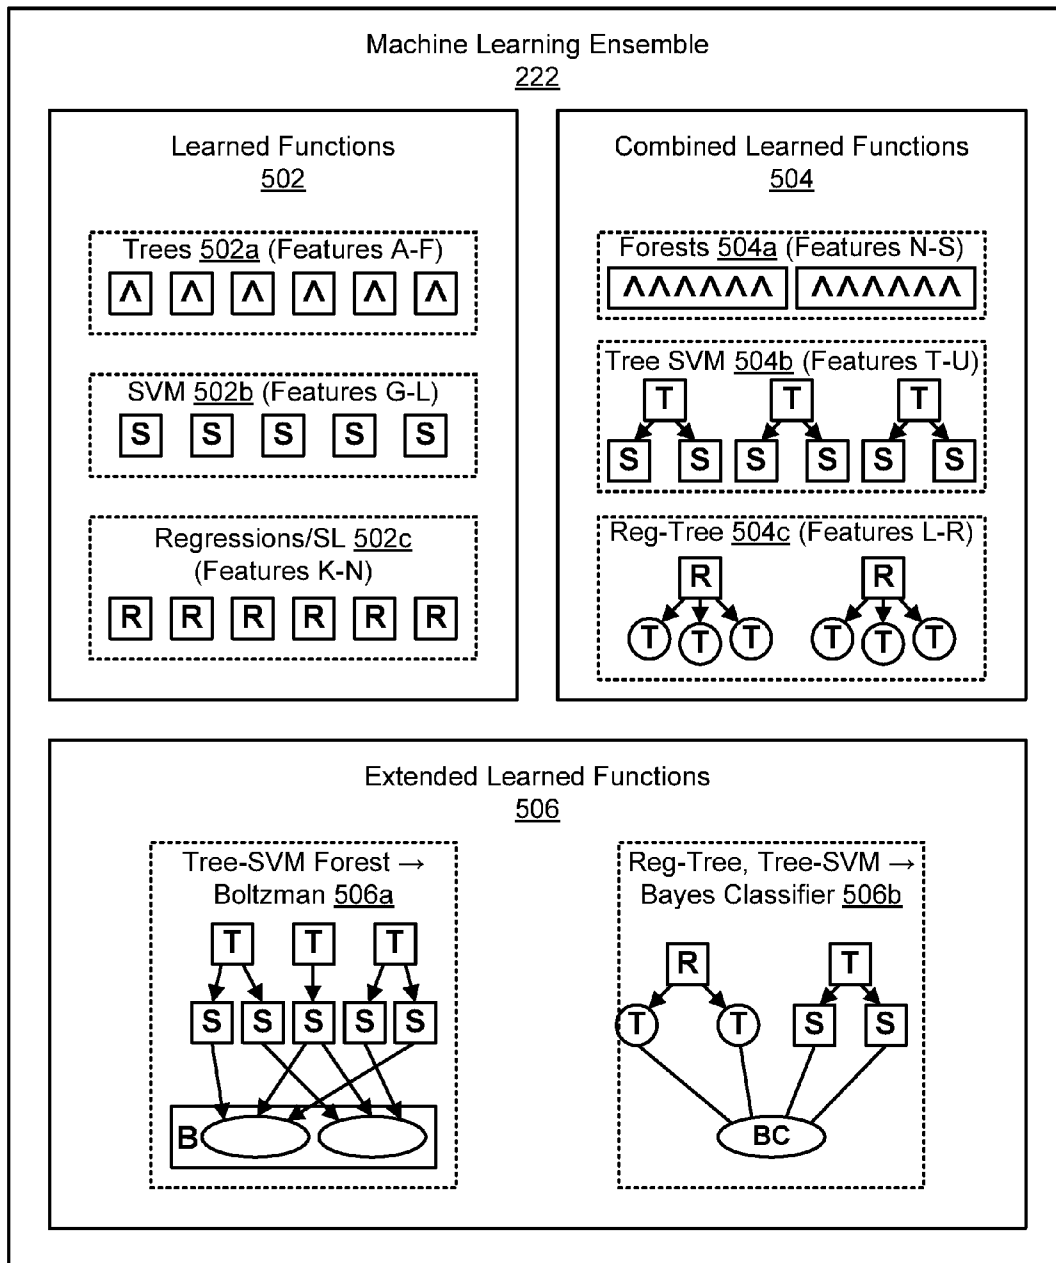 Machine Learning Ensemble
222
Learned Functions
502
Trees 502a (Features A-F)
Λ Λ Λ Λ Λ Λ
SVM 502b (Features G-L)
S S S S S
Regressions/SL 502c
(Features K-N)
R R R R R R
Combined Learned Functions
504
Forests 504a (Features N-S)
ΛΛΛΛΛΛ ΛΛΛΛΛΛ
Tree SVM 504b (Features T-U)
T T T
S S S S S S
Reg-Tree 504c (Features L-R)
R R
T T T T T T
Extended Learned Functions
506
Tree-SVM Forest →
Boltzman 506a
T T T
S S S S S
B
Reg-Tree, Tree-SVM →
Bayes Classifier 506b
R T
T T S S
BC